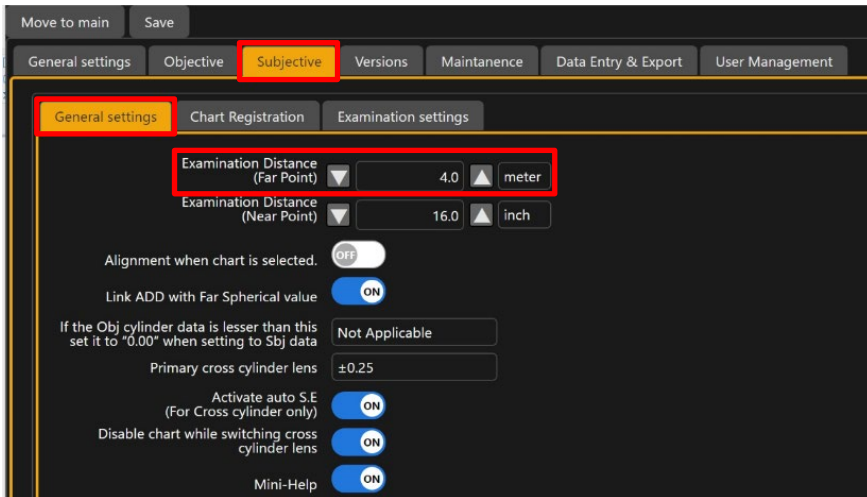 Move to main Save
General settings Objective Subjective Versions Maintanence Data Entry & Export User Management
General settings Chart Registration Examination settings
Examination Distance
(Far Point) 4.0 meter
Examination Distance
(Near Point) 16.0 inch
Alignment when chart is selected. OFF
Link ADD with Far Spherical value ON
If the Obj cylinder data is lesser than this
set it to "0.00" when setting to Sbj data Not Applicable
Primary cross cylinder lens ±0.25
Activate auto S.E
(For Cross cylinder only) ON
Disable chart while switching cross
cylinder lens ON
Mini-Help ON